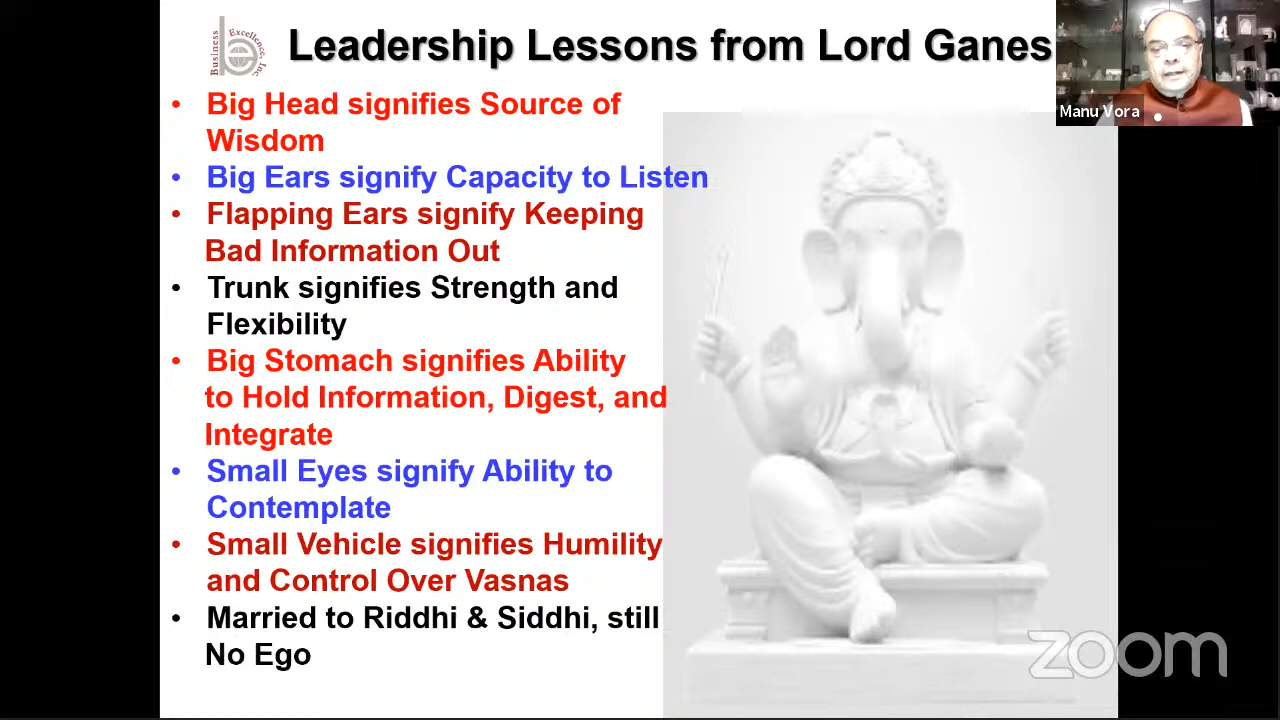 Business
Excellence, Inc.
Leadership Lessons from Lord Ganes
Manu Vora
• Big Head signifies Source of
Wisdom
• Big Ears signify Capacity to Listen
• Flapping Ears signify Keeping
Bad Information Out
• Trunk signifies Strength and
Flexibility
• Big Stomach signifies Ability
to Hold Information, Digest, and
Integrate
• Small Eyes signify Ability to
Contemplate
• Small Vehicle signifies Humility
and Control Over Vasnas
• Married to Riddhi & Siddhi, still
No Ego
zoom